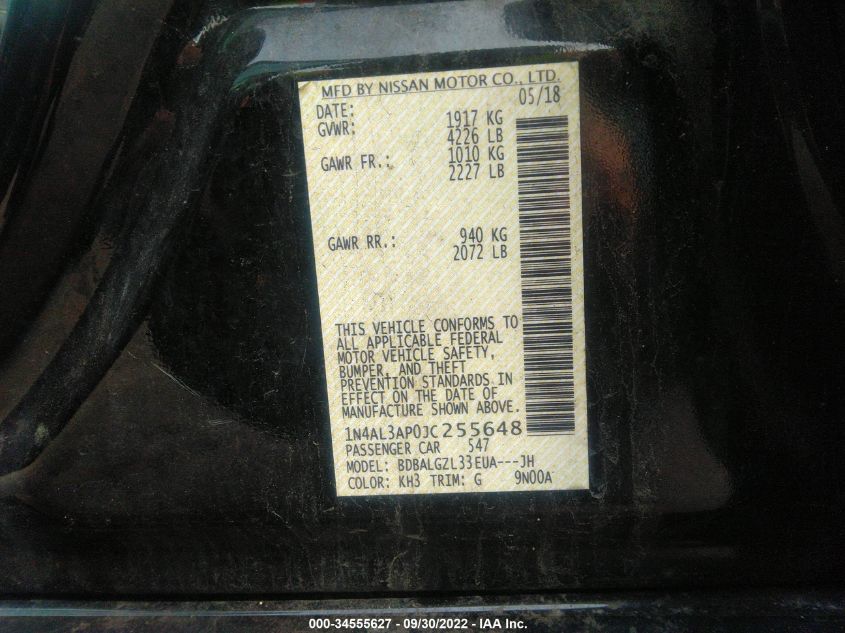 MFD BY NISSAN MOTOR CO., LTD.
DATE: 05/18
GVWR: 1917 KG
4226 LB
GAWR FR.: 1010 KG
2227 LB
GAWR RR.: 940 KG
2072 LB
THIS VEHICLE CONFORMS TO
ALL APPLICABLE FEDERAL
MOTOR VEHICLE SAFETY,
BUMPER, AND THEFT
PREVENTION STANDARDS IN
EFFECT ON THE DATE OF
MANUFACTURE SHOWN ABOVE.
1N4AL3AP0JC255648
PASSENGER CAR 547
MODEL: BDBALGZL33EUA---JH
COLOR: KH3 TRIM: G 9N00A
000-34555627 - 09/30/2022 - IAA Inc.